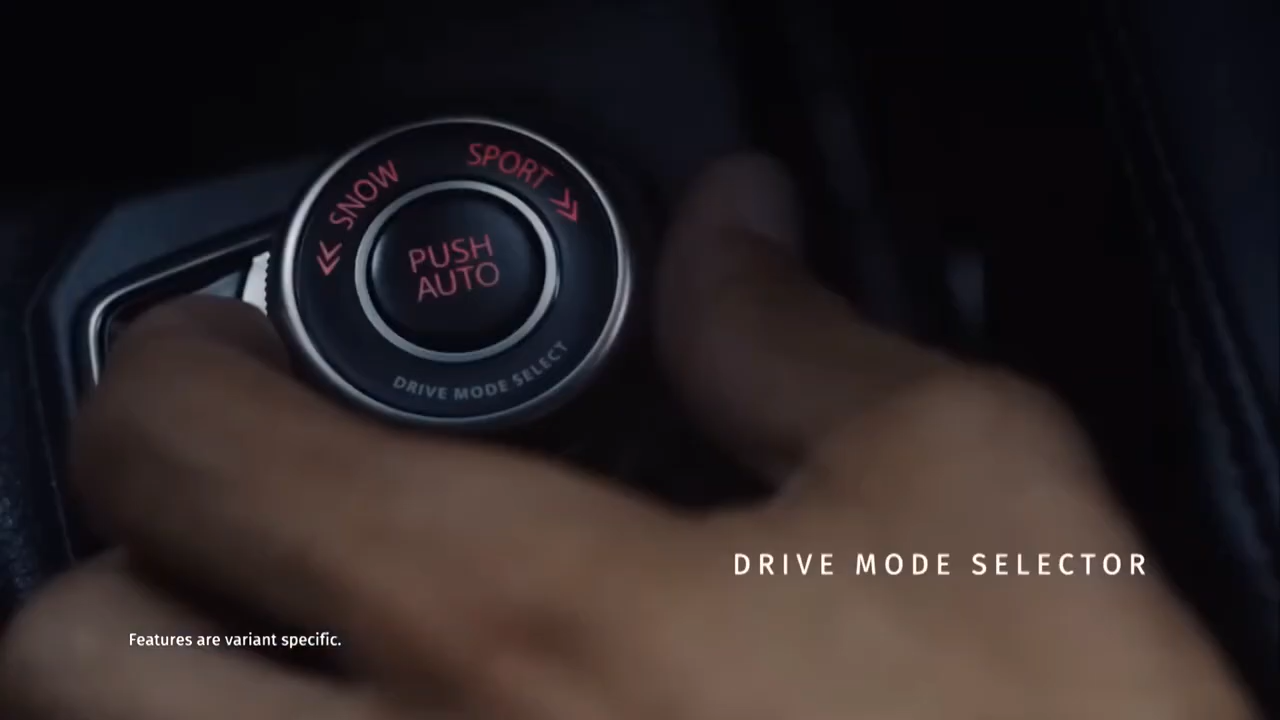 SNOW
SPORT
PUSH
AUTO
DRIVE MODE SELECT
DRIVE MODE SELECTOR
Features are variant specific.